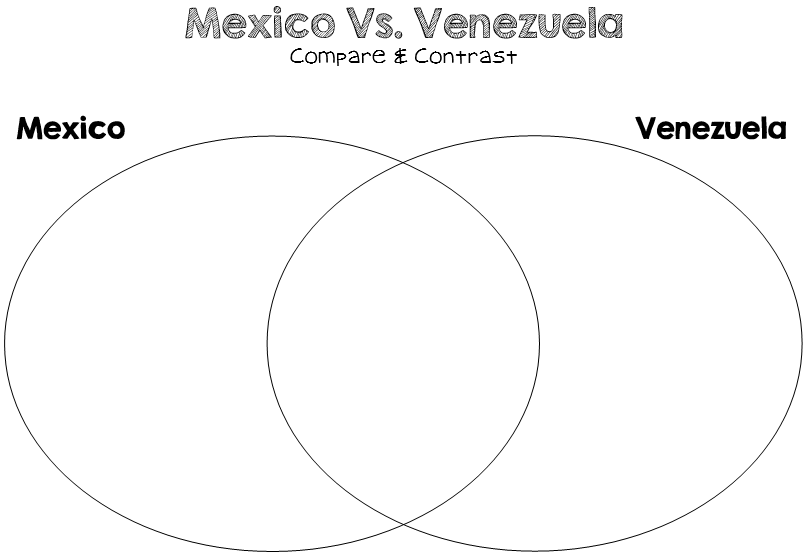 Mexico Vs. Venezuela
Compare & Contrast
Mexico
Venezuela